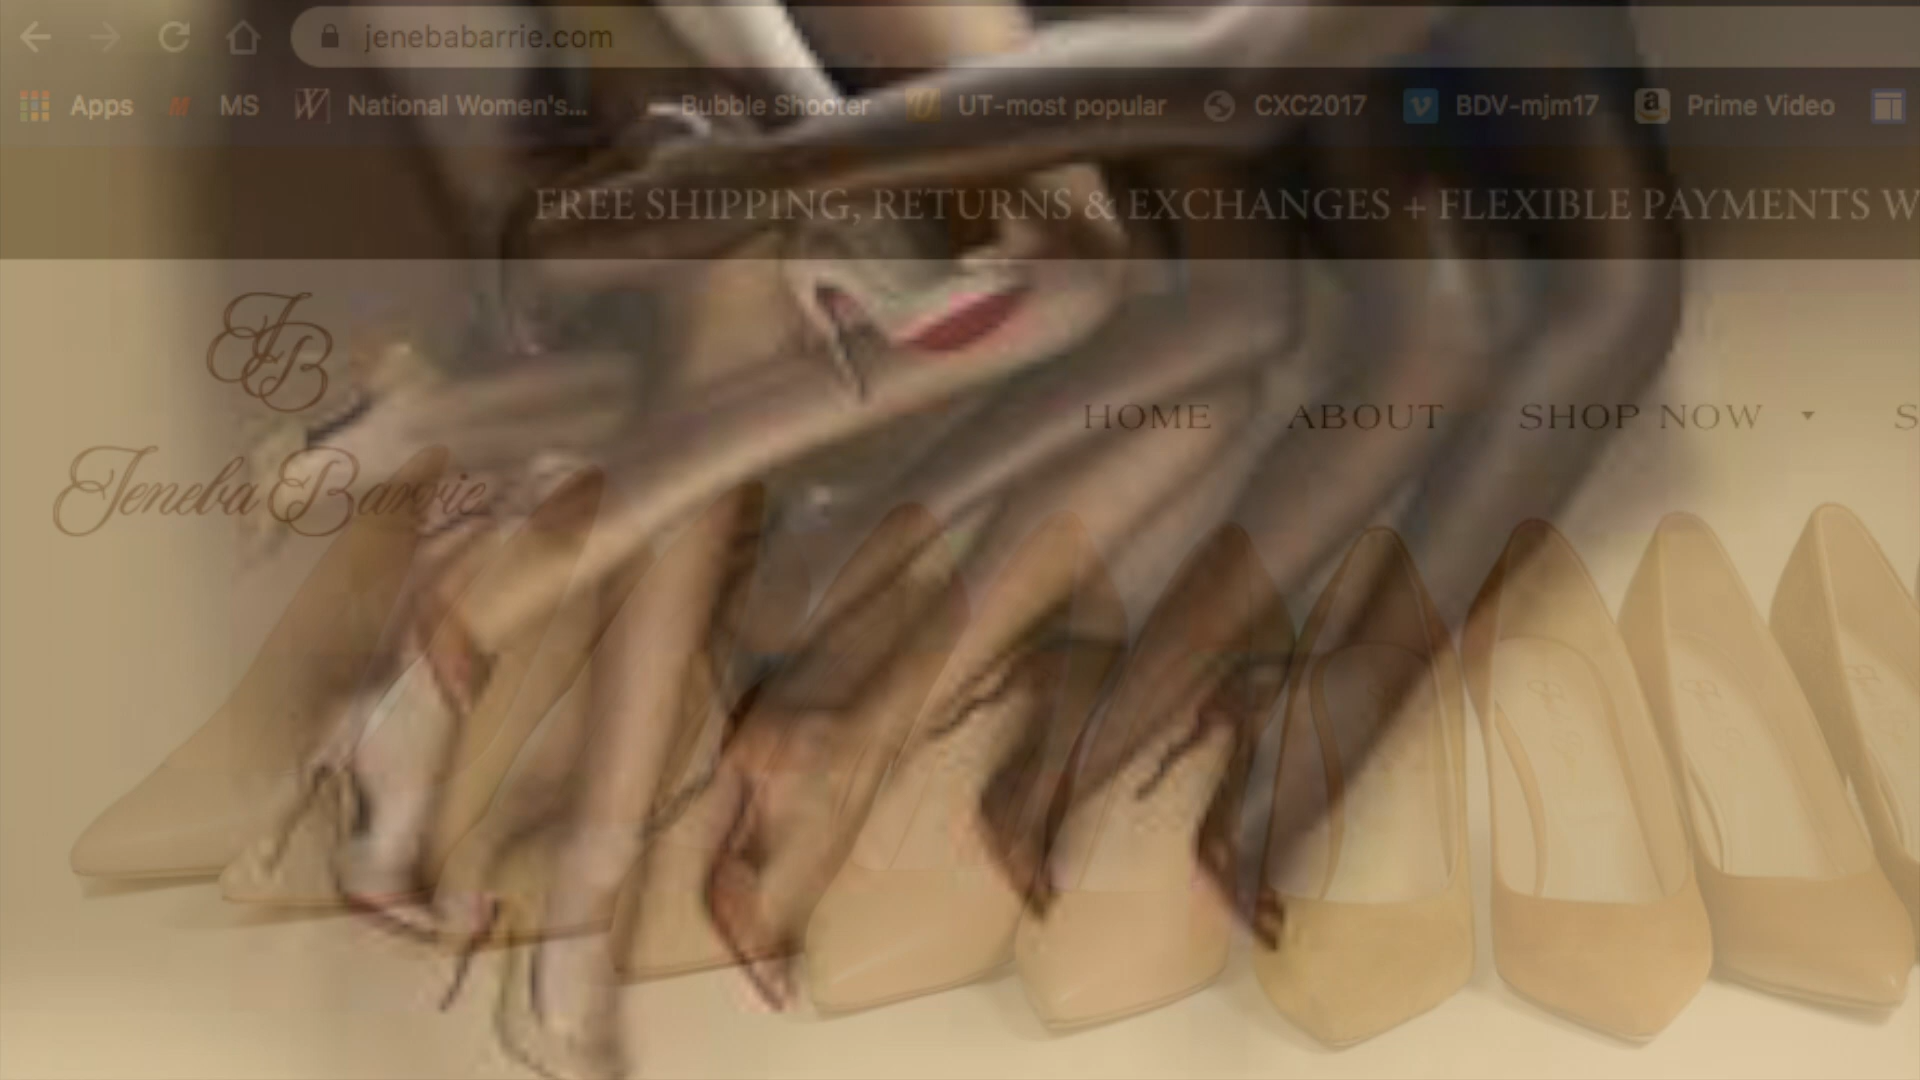 jenebabarrie.com
Apps MS National Women's... Bubble Shooter UT-most popular CXC2017 BDV-mjm17 Prime Video
FREE SHIPPING, RETURNS & EXCHANGES + FLEXIBLE PAYMENTS W
JB
HOME ABOUT SHOP NOW S
Jeneba Barrie